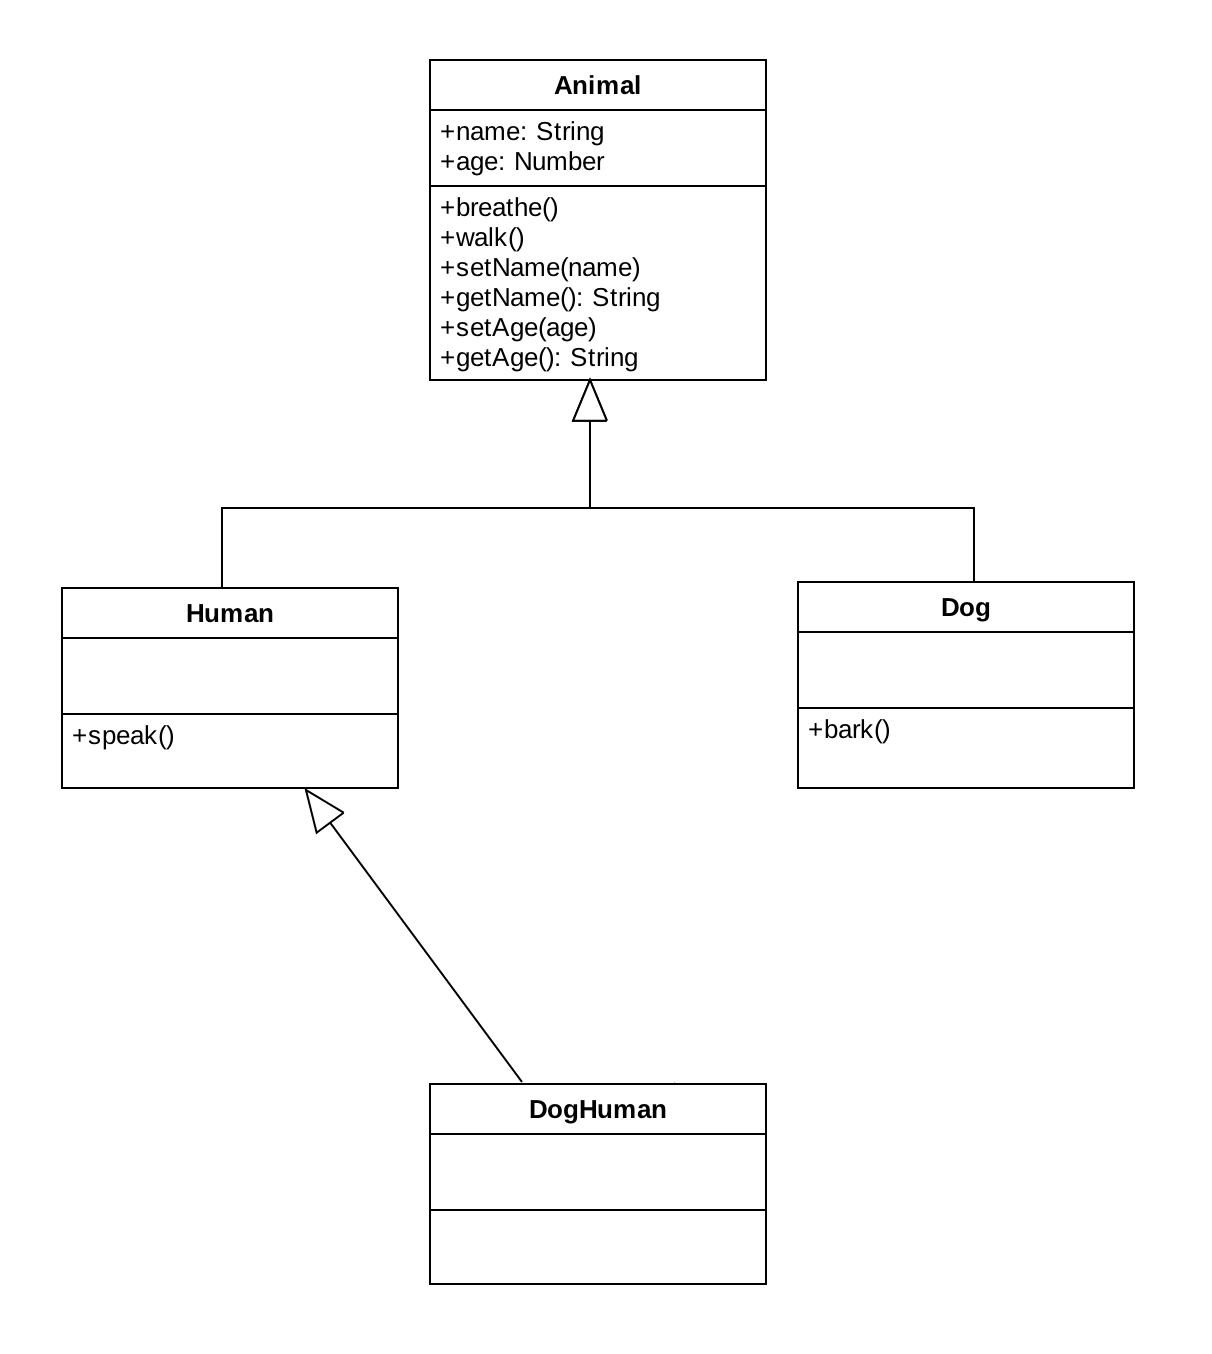 Animal
+name: String
+age: Number
+breathe()
+walk()
+setName(name)
+getName(): String
+setAge(age)
+getAge(): String
Human
+speak()
Dog
+bark()
DogHuman